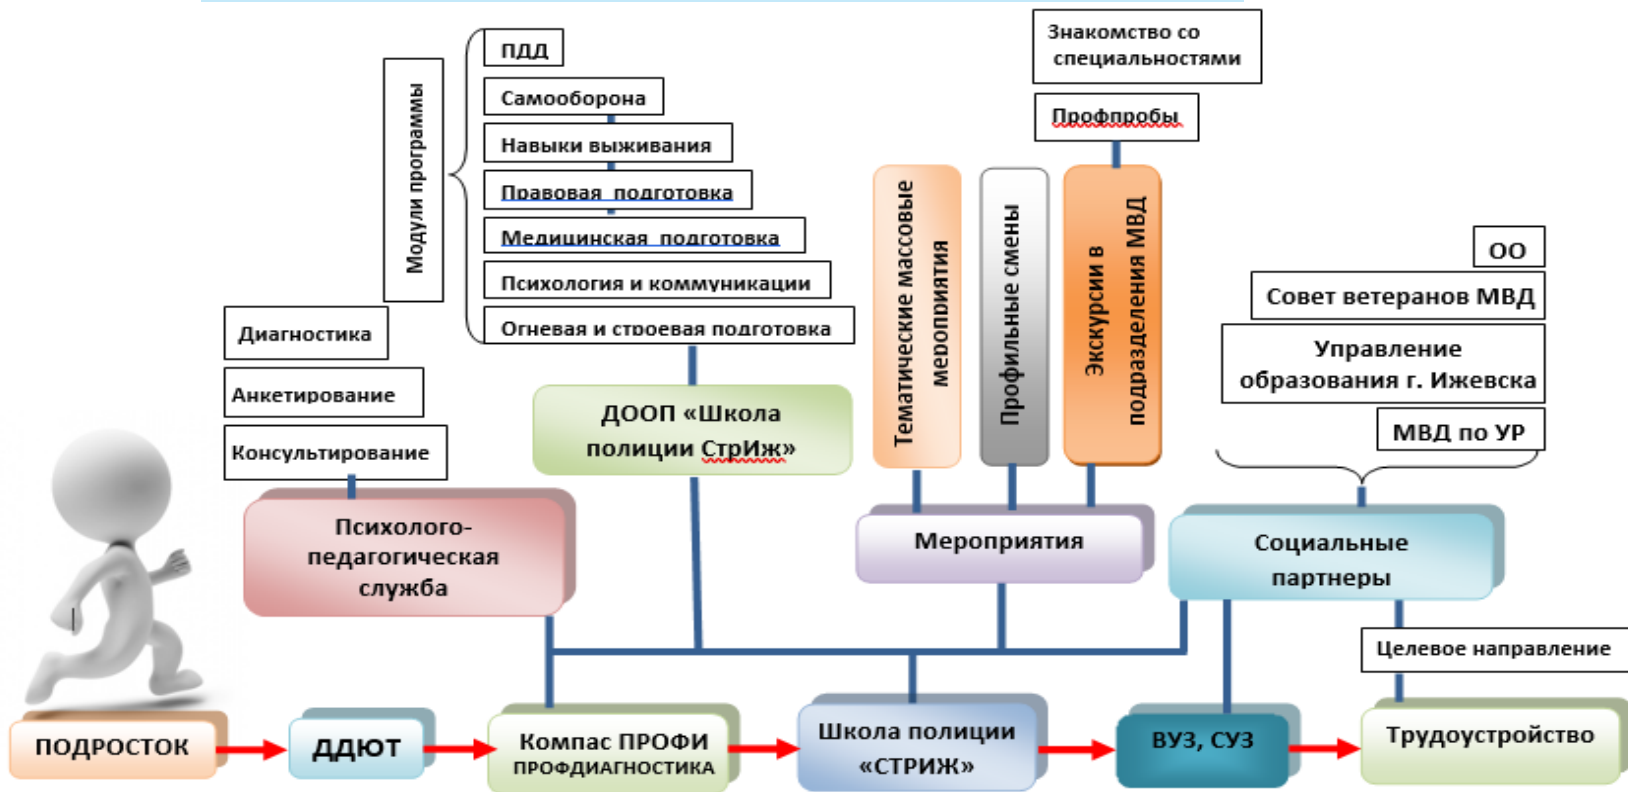 Модули программы
ПДД
Самооборона
Навыки выживания
Правовая подготовка
Медицинская подготовка
Психология и коммуникации
Огневая и строевая подготовка
Диагностика
Анкетирование
Консультирование
Психолого-
педагогическая
служба
ДООП «Школа
полиции СтрИж»
Знакомство со
специальностями
Профпробы
Тематические массовые
мероприятия
Профильные смены
Экскурсии в
подразделения МВД
Мероприятия
ОО
Совет ветеранов МВД
Управление
образования г. Ижевска
МВД по УР
Социальные
партнеры
Целевое направление
ПОДРОСТОК
ДДЮТ
Компас ПРОФИ
ПРОФДИАГНОСТИКА
Школа полиции
«СТРИЖ»
ВУЗ, СУЗ
Трудоустройство